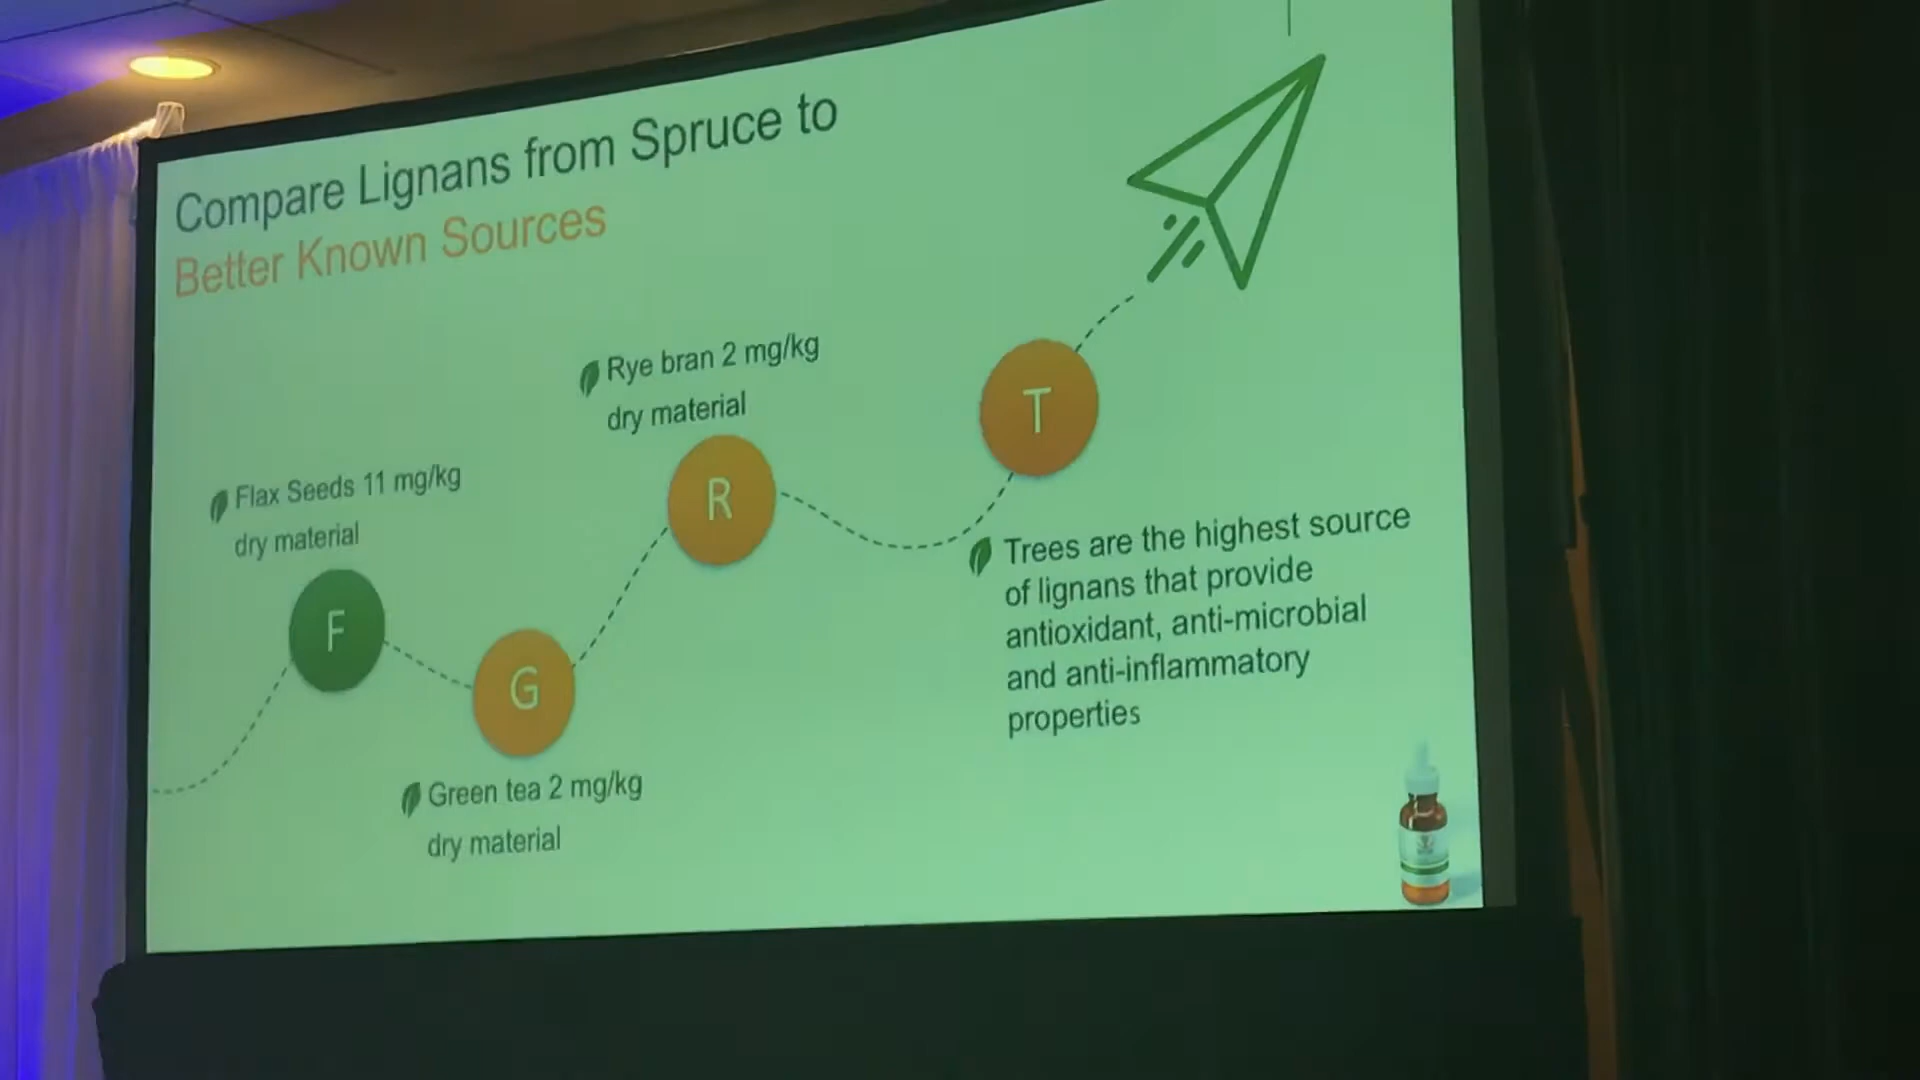 Compare Lignans from Spruce to
Better Known Sources
Rye bran 2 mg/kg
dry material
T
R
Flax Seeds 11 mg/kg
dry material
F
G
Green tea 2 mg/kg
dry material
Trees are the highest source
of lignans that provide
antioxidant, anti-microbial
and anti-inflammatory
properties